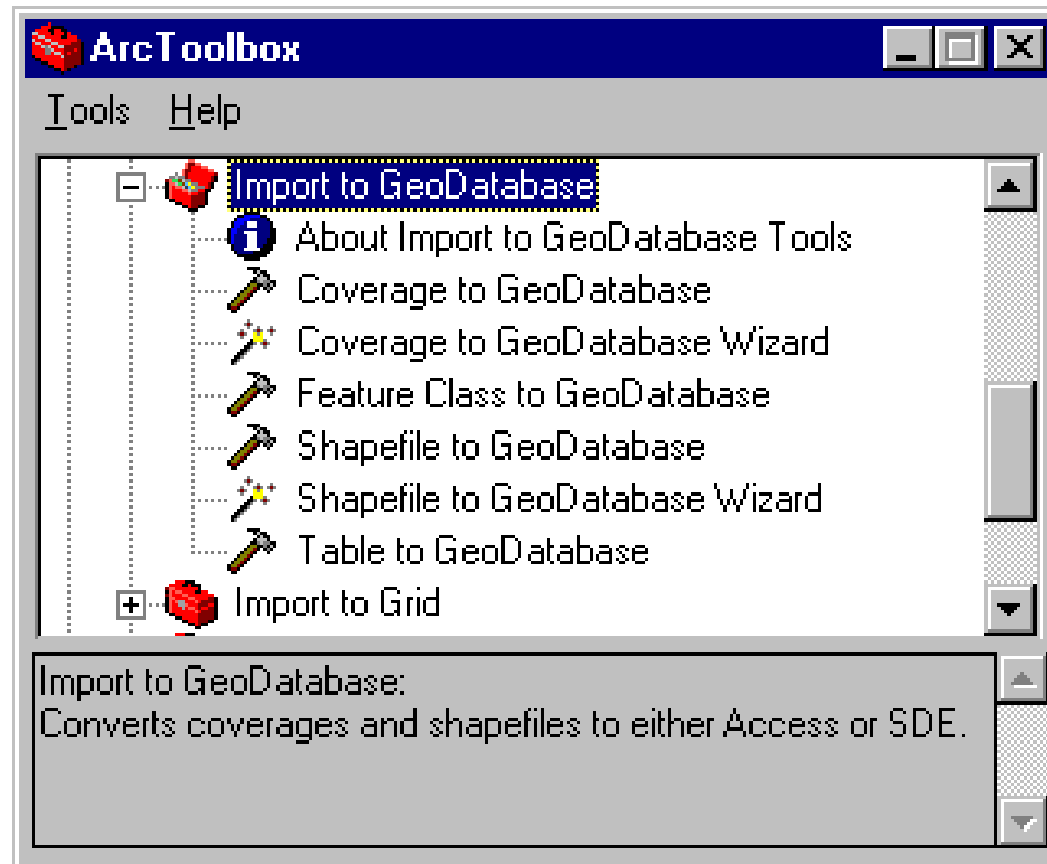 ArcToolbox
Tools Help
Import to GeoDatabase
About Import to GeoDatabase Tools
Coverage to GeoDatabase
Coverage to GeoDatabase Wizard
Feature Class to GeoDatabase
Shapefile to GeoDatabase
Shapefile to GeoDatabase Wizard
Table to GeoDatabase
Import to Grid
Import to GeoDatabase:
Converts coverages and shapefiles to either Access or SDE.